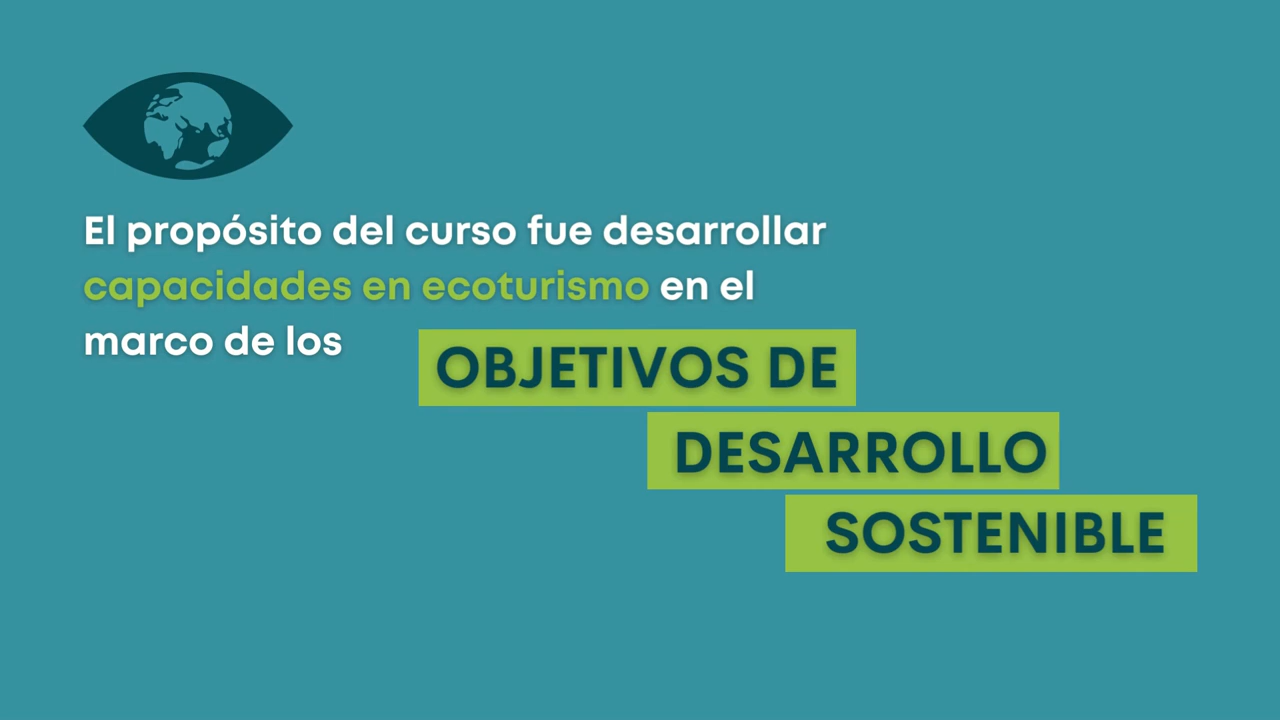 El propósito del curso fue desarrollar
capacidades en ecoturismo en el
marco de los
OBJETIVOS DE
DESARROLLO
SOSTENIBLE